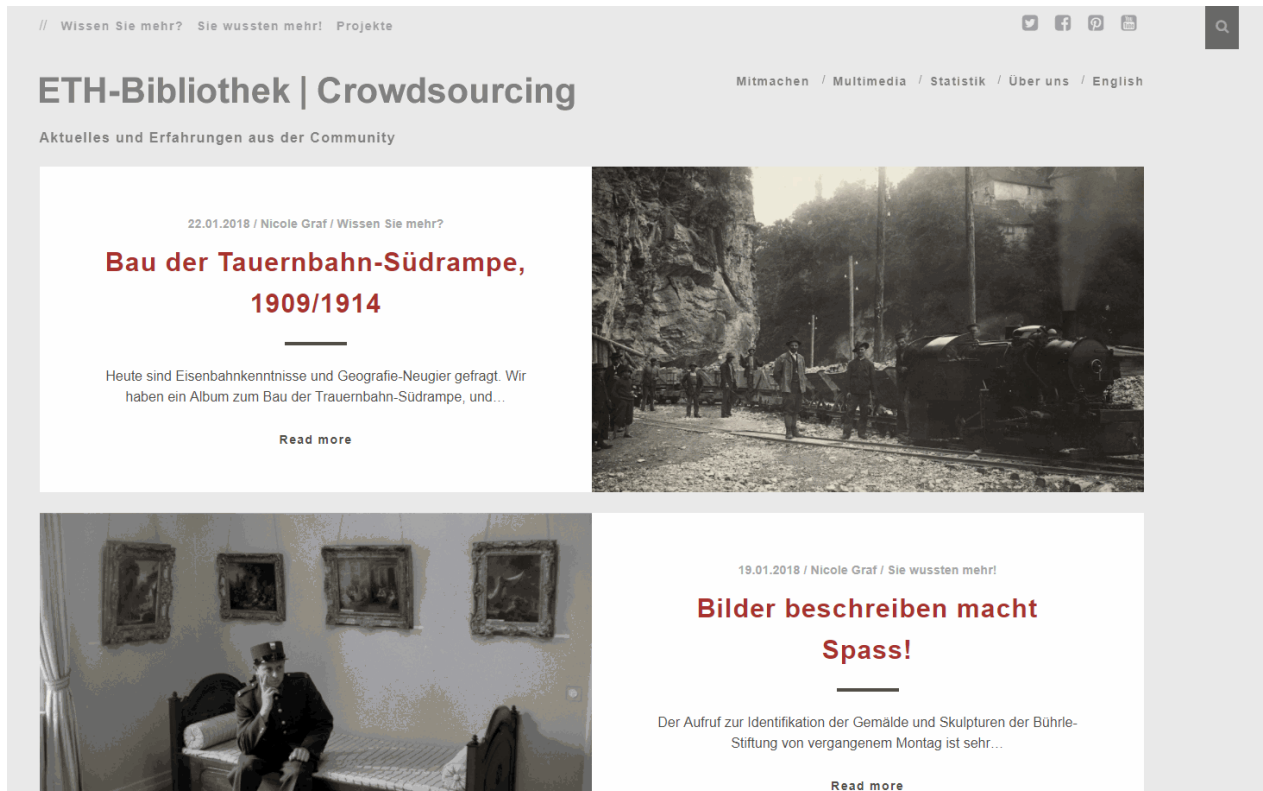 // Wissen Sie mehr? Sie wussten mehr! Projekte
ETH-Bibliothek | Crowdsourcing
Mitmachen / Multimedia / Statistik / Über uns / English
Aktuelles und Erfahrungen aus der Community
22.01.2018 / Nicole Graf / Wissen Sie mehr?
Bau der Tauernbahn-Südrampe,
1909/1914
Heute sind Eisenbahnkenntnisse und Geografie-Neugier gefragt. Wir
haben ein Album zum Bau der Trauernbahn-Südrampe, und…
Read more
19.01.2018 / Nicole Graf / Sie wussten mehr!
Bilder beschreiben macht
Spass!
Der Aufruf zur Identifikation der Gemälde und Skulpturen der Bührle-
Stiftung von vergangenem Montag ist sehr…
Read more